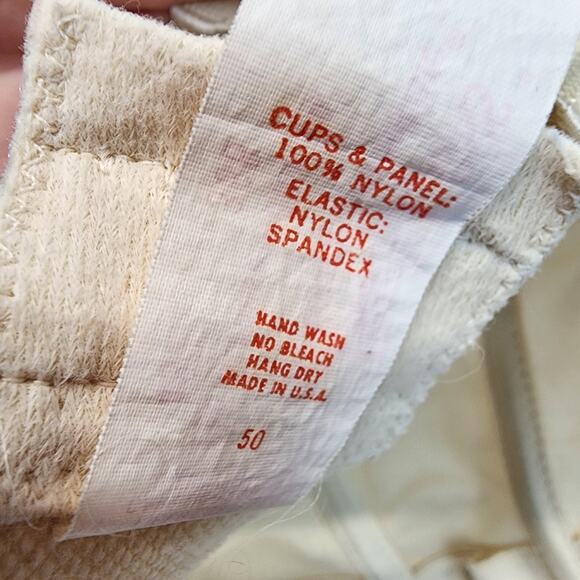 CUPS & PANEL:
100% NYLON
ELASTIC:
NYLON
SPANDEX
HAND WASH
NO BLEACH
HANG DRY
MADE IN U.S.A.
50